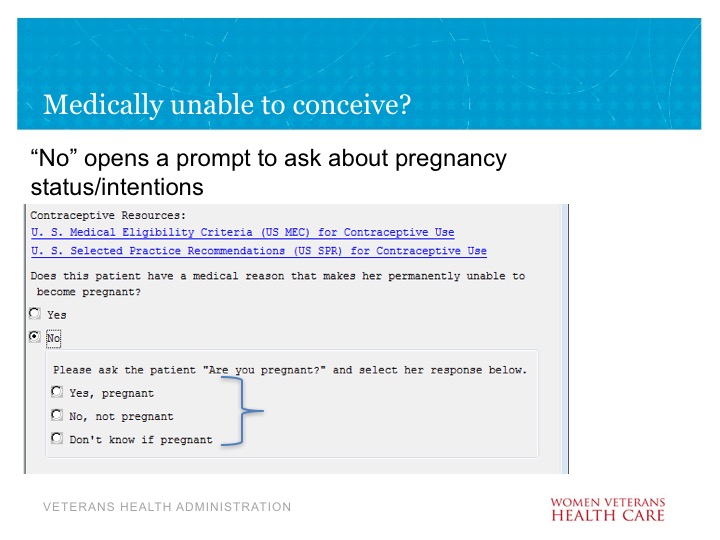 Medically unable to conceive?
“No” opens a prompt to ask about pregnancy
status/intentions
Contraceptive Resources:
U. S. Medical Eligibility Criteria (US MEC) for Contraceptive Use
U. S. Selected Practice Recommendations (US SPR) for Contraceptive Use
Does this patient have a medical reason that makes her permanently unable to
become pregnant?
Yes
No
Please ask the patient "Are you pregnant?" and select her response below.
Yes, pregnant
No, not pregnant
Don't know if pregnant
VETERANS HEALTH ADMINISTRATION
WOMEN VETERANS
HEALTH CARE